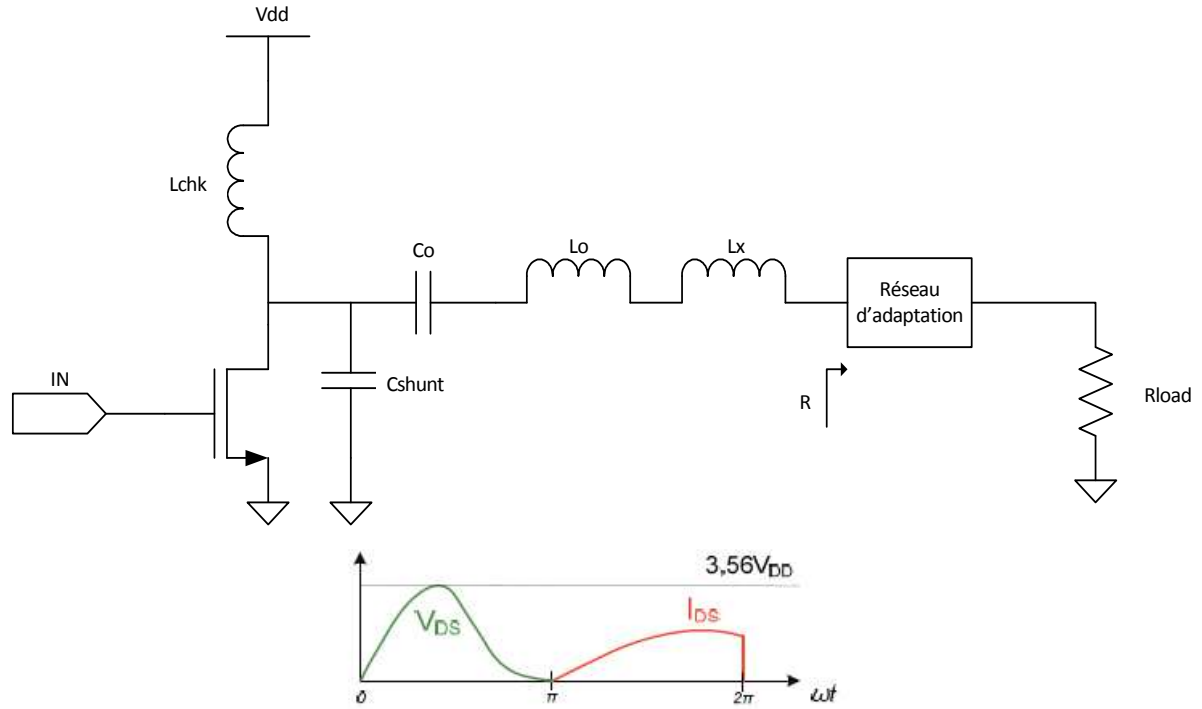 Vdd
Lchk
Co
Lo
Lx
Réseau
d'adaptation
IN
Cshunt
R
Rload
3,56VDD
VDS
IDS
0
π
2π
ωt